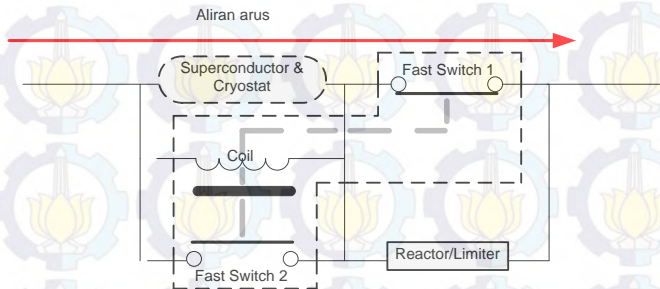 Aliran arus
Superconductor &
Cryostat
Fast Switch 1
Coil
Reactor/Limiter
Fast Switch 2